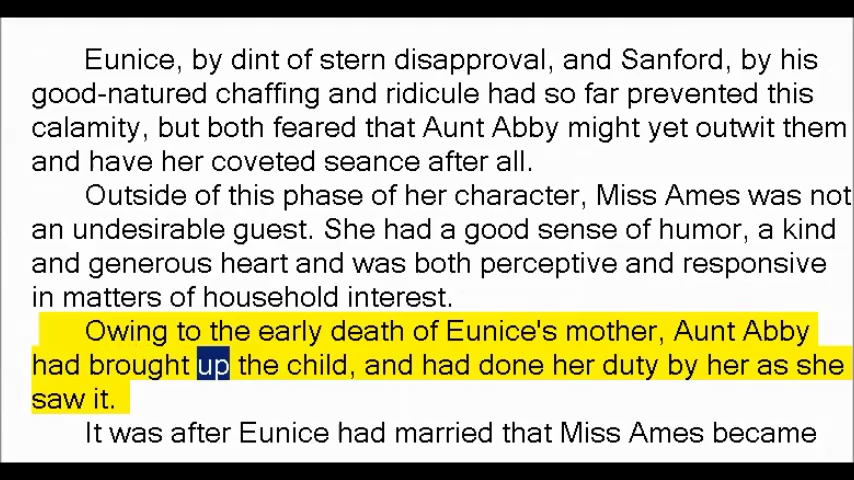 Eunice, by dint of stern disapproval, and Sanford, by his
good-natured chaffing and ridicule had so far prevented this
calamity, but both feared that Aunt Abby might yet outwit them
and have her coveted seance after all.
Outside of this phase of her character, Miss Ames was not
an undesirable guest. She had a good sense of humor, a kind
and generous heart and was both perceptive and responsive
in matters of household interest.
Owing to the early death of Eunice's mother, Aunt Abby
had brought up the child, and had done her duty by her as she
saw it.
It was after Eunice had married that Miss Ames became